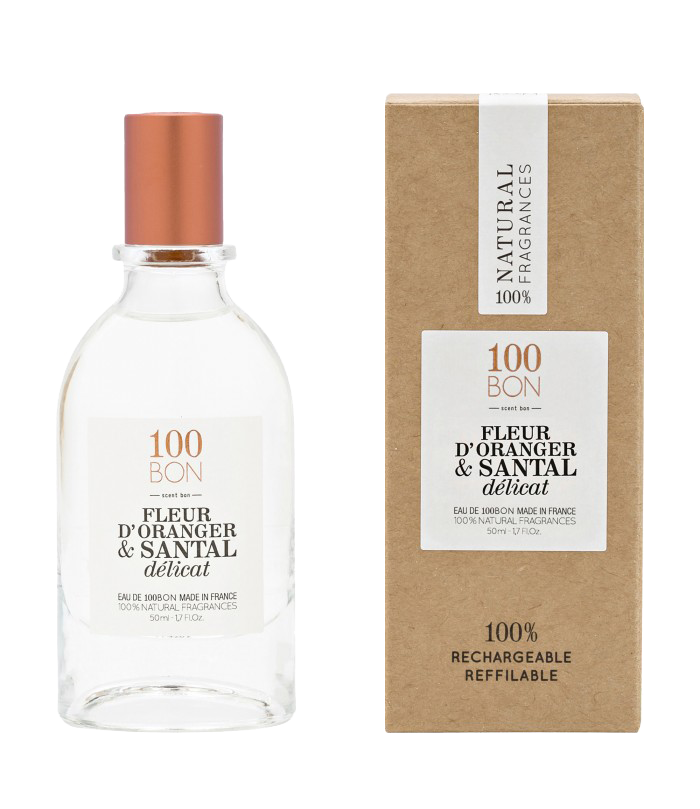 100
BON
scent bon
FLEUR
D'ORANGER
& SANTAL
délicat
EAU DE 100BON MADE IN FRANCE
100% NATURAL FRAGRANCES
50ml - 1,7 Fl.Oz.
NATURAL
FRAGRANCES
100%
100
BON
scent bon
FLEUR
D'ORANGER
& SANTAL
délicat
EAU DE 100BON MADE IN FRANCE
100% NATURAL FRAGRANCES
50ml - 1,7 Fl.Oz.
100%
RECHARGEABLE
REFFILABLE